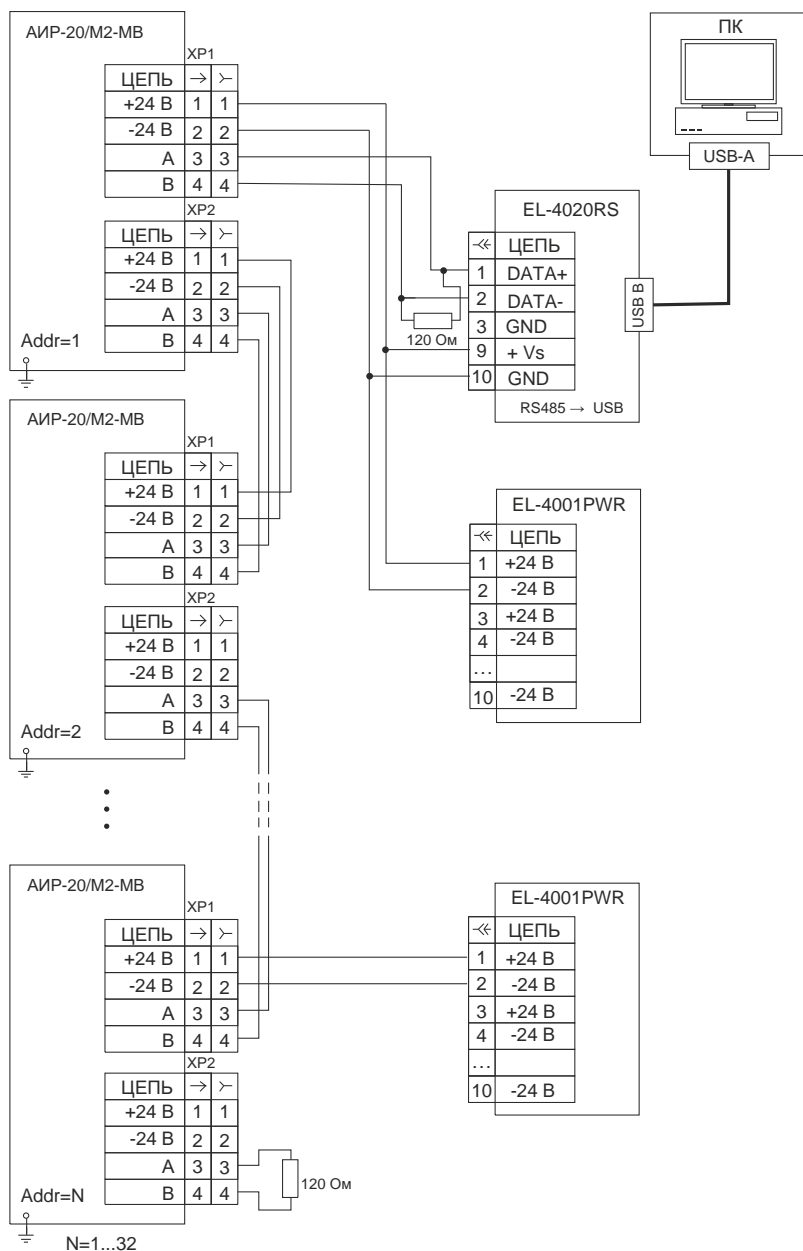 АИР-20/М2-МВ
XP1
ЦЕПЬ
+24 В 1 1
-24 В 2 2
A 3 3
B 4 4
XP2
ЦЕПЬ
+24 В 1 1
-24 В 2 2
A 3 3
B 4 4
Addr=1
ПК
USB-A
EL-4020RS
ЦЕПЬ
1 DATA+
2 DATA-
3 GND
9 + Vs
10 GND
120 Ом
USB B
RS485 → USB
АИР-20/М2-МВ
XP1
ЦЕПЬ
+24 В 1 1
-24 В 2 2
A 3 3
B 4 4
XP2
ЦЕПЬ
+24 В 1 1
-24 В 2 2
A 3 3
B 4 4
Addr=2
EL-4001PWR
ЦЕПЬ
1 +24 В
2 -24 В
3 +24 В
4 -24 В
...
10 -24 В
АИР-20/М2-МВ
XP1
ЦЕПЬ
+24 В 1 1
-24 В 2 2
A 3 3
B 4 4
XP2
ЦЕПЬ
+24 В 1 1
-24 В 2 2
A 3 3
B 4 4
120 Ом
Addr=N
N=1...32
EL-4001PWR
ЦЕПЬ
1 +24 В
2 -24 В
3 +24 В
4 -24 В
...
10 -24 В